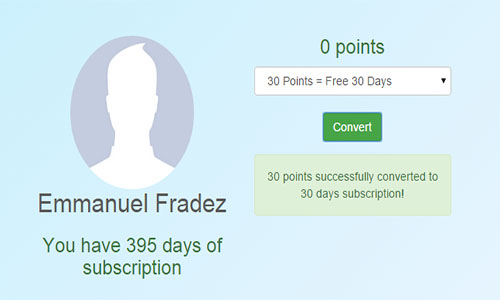 0 points
30 Points = Free 30 Days
Convert
30 points successfully converted to
30 days subscription!
Emmanuel Fradez
You have 395 days of
subscription